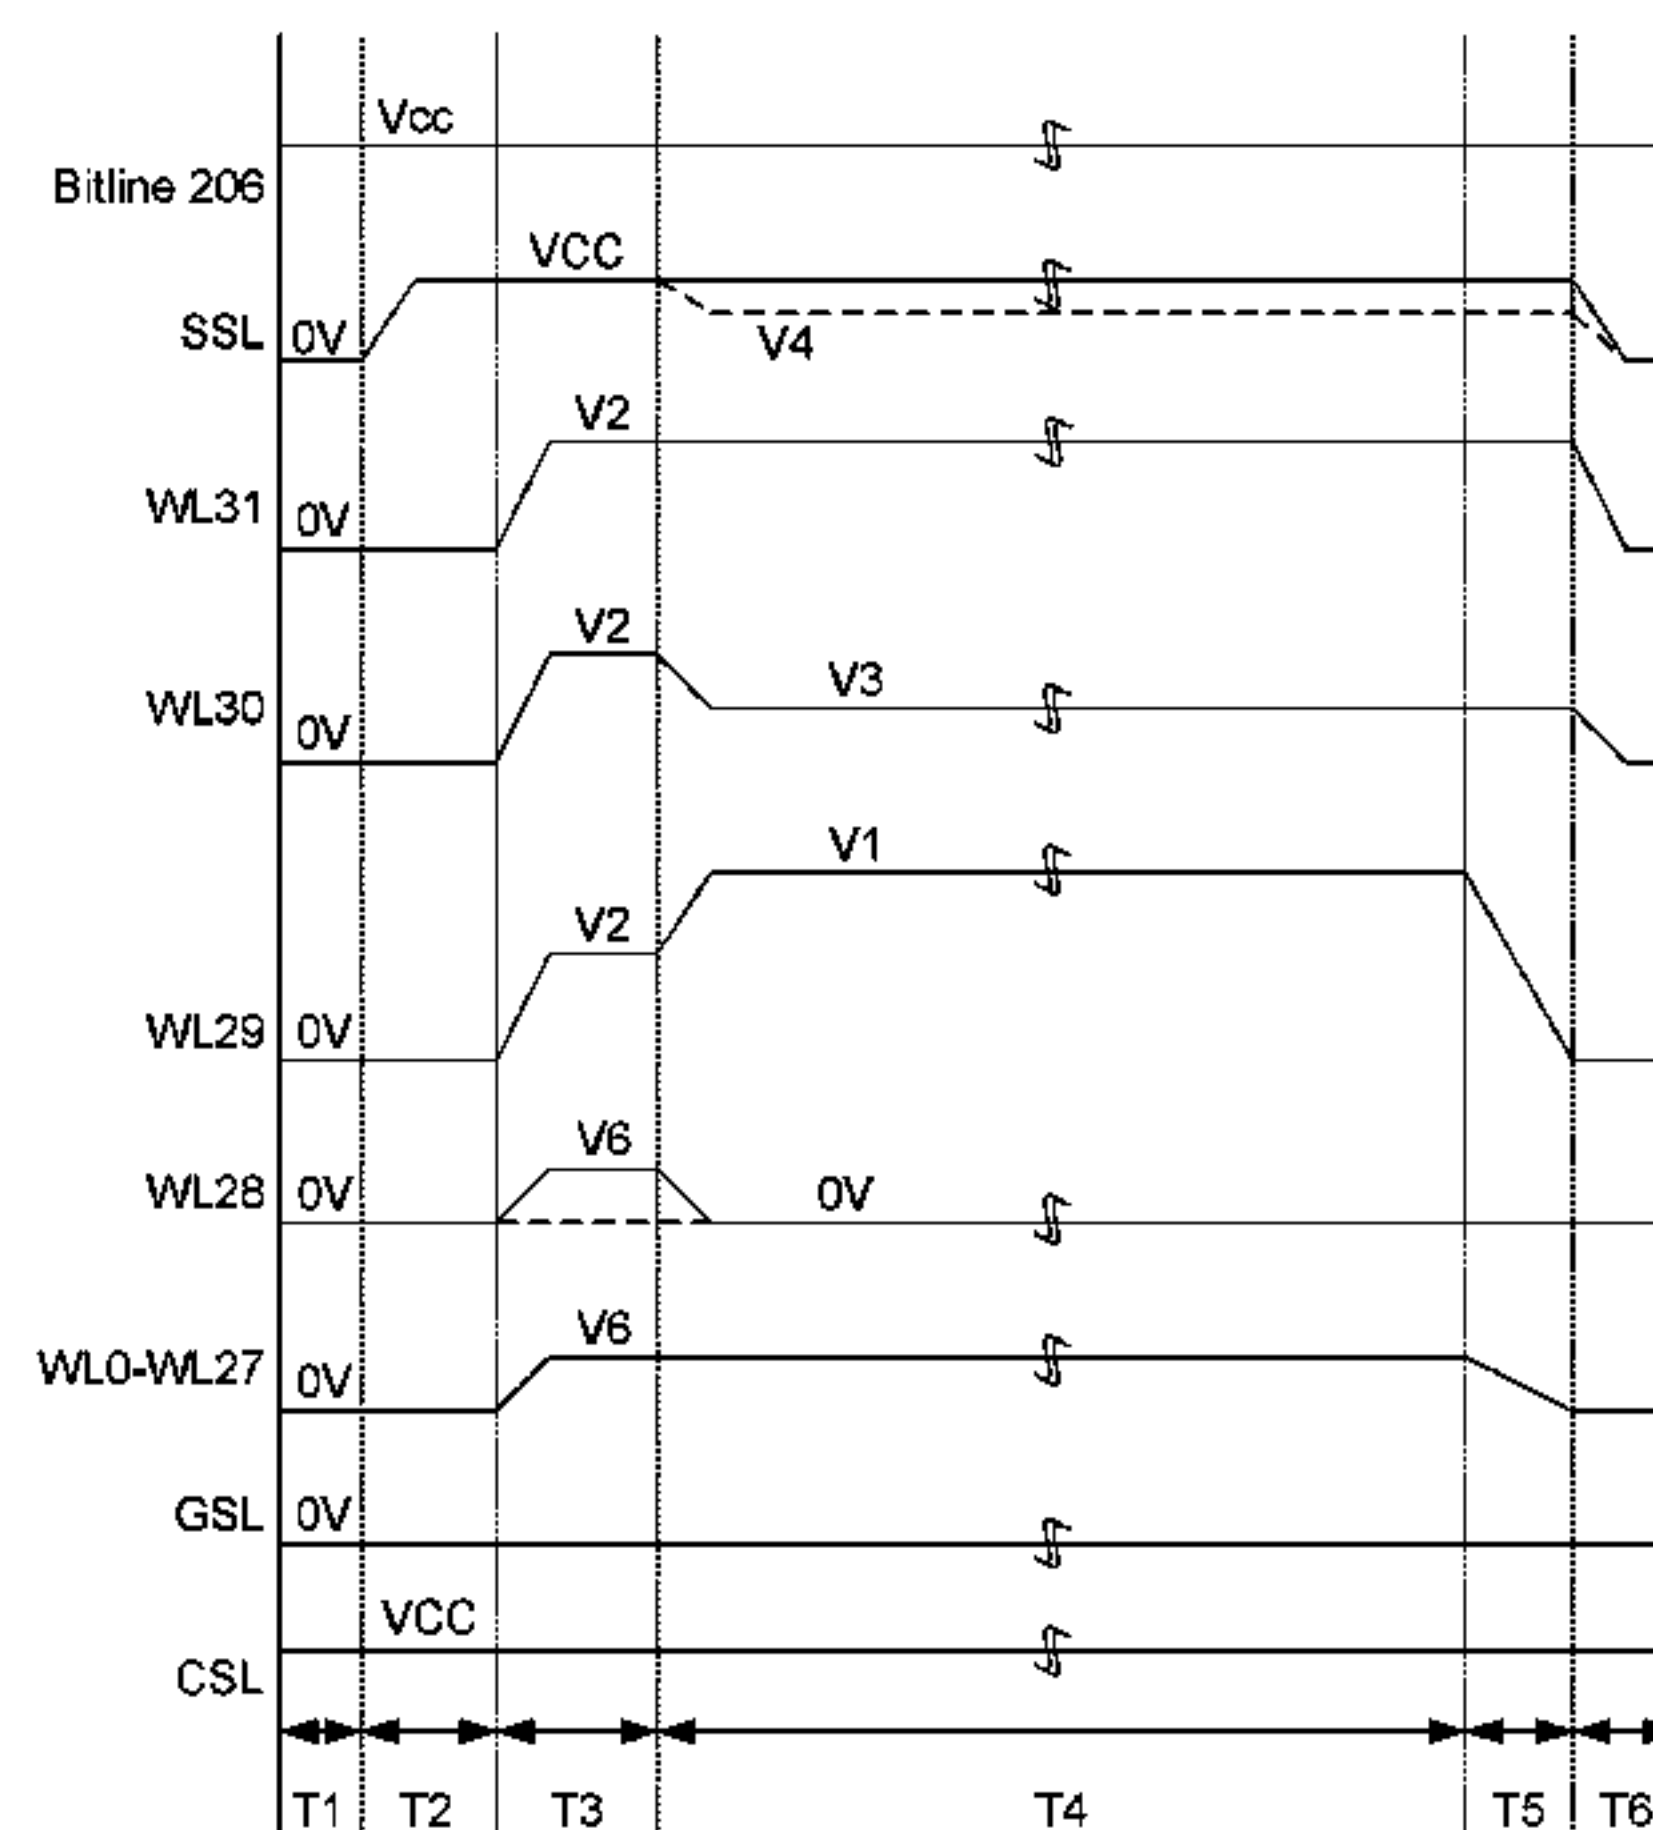 Vcc
Bitline 206
VCC
SSL 0V
V4
V2
WL31 0V
V2
V3
WL30 0V
V1
V2
WL29 0V
V6
WL28 0V 0V
V6
WL0-WL27 0V
GSL 0V
VCC
CSL
T1 T2 T3 T4 T5 T6